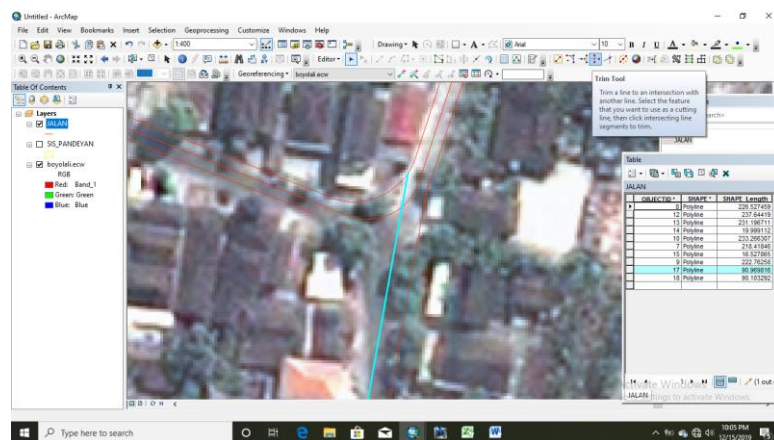 Untitled - ArcMap
File Edit View Bookmarks Insert Selection Geoprocessing Customize Windows Help
1:400
Drawing
Arial
10
B I U A
Editor
Georeferencing
boyolali.ecw
Trim Tool
Trim a line to an intersection with
another line. Select the feature
that you want to use as a cutting
line, then click intersecting line
segments to trim.
Table Of Contents
Layers
JALAN
SIS_PANDEYAN
boyolali.ecw
RGB
Red: Band_1
Green: Green
Blue: Blue
JALAN
Table
JALAN
OBJECTID * SHAPE * SHAPE_Length
6 Polyline 226.527459
12 Polyline 237.64419
13 Polyline 231.196711
14 Polyline 19.999112
10 Polyline 233.266307
7 Polyline 218.41846
15 Polyline 16.527865
9 Polyline 222.76258
17 Polyline 90.969816
18 Polyline 90.103292
1
(1 out
JALAN
Activate Windows
Settings to activate Windows.
Type here to search
10:05 PM
12/15/2019